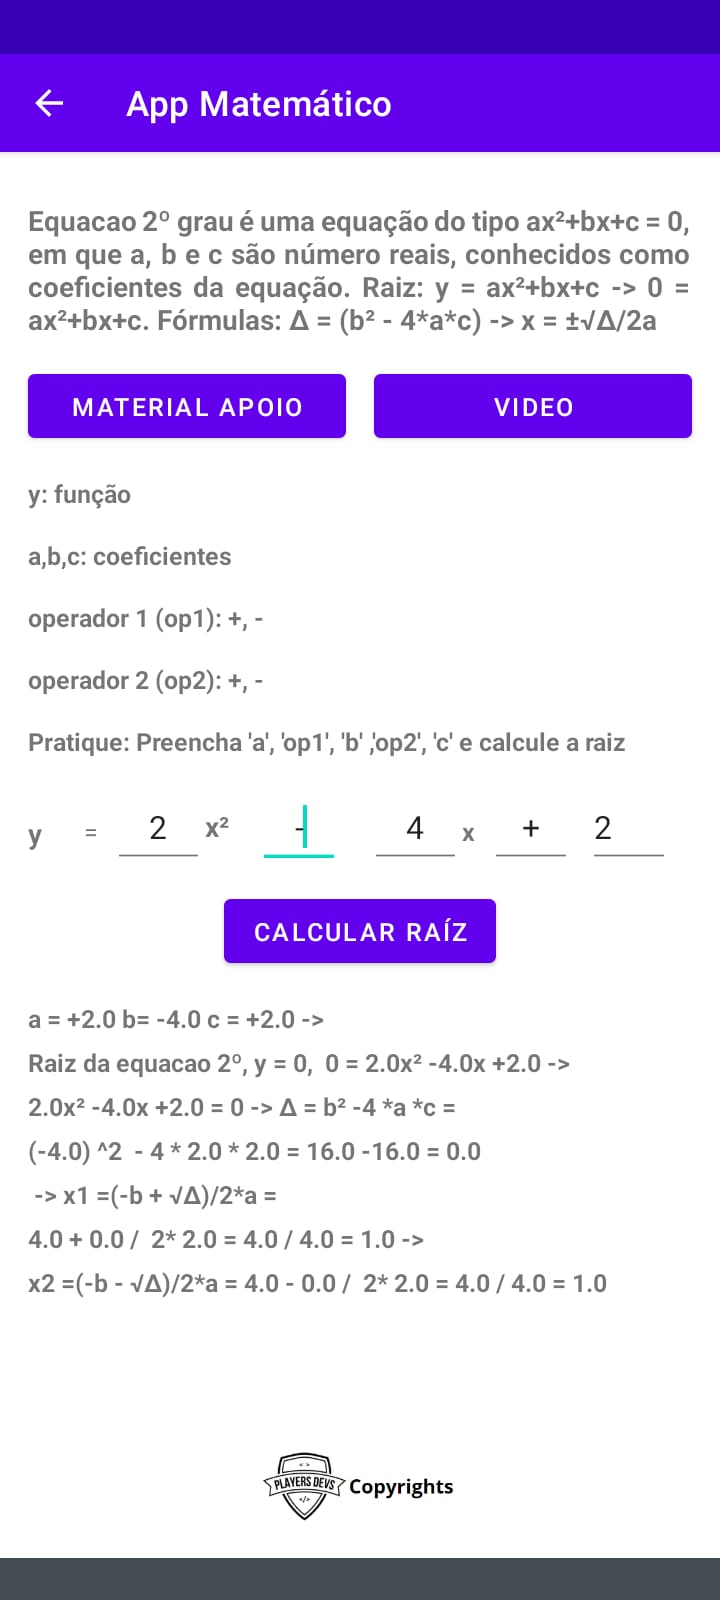 App Matemático
Equacao 2º grau é uma equação do tipo ax²+bx+c = 0,
em que a, b e c são número reais, conhecidos como
coeficientes da equação. Raiz: y = ax²+bx+c -> 0 =
ax²+bx+c. Fórmulas: Δ = (b² - 4*a*c) -> x = ±√Δ/2a
MATERIAL APOIO VIDEO
y: função
a,b,c: coeficientes
operador 1 (op1): +, -
operador 2 (op2): +, -
Pratique: Preencha 'a', 'op1', 'b' ,'op2', 'c' e calcule a raiz
y = 2 x² - 4 x + 2
CALCULAR RAÍZ
a = +2.0 b= -4.0 c = +2.0 ->
Raiz da equacao 2º, y = 0,  0 = 2.0x² -4.0x +2.0 ->
2.0x² -4.0x +2.0 = 0 -> Δ = b² -4 *a *c =
(-4.0) ^2  - 4 * 2.0 * 2.0 = 16.0 -16.0 = 0.0
-> x1 =(-b + √Δ)/2*a =
4.0 + 0.0 /  2* 2.0 = 4.0 / 4.0 = 1.0 ->
x2 =(-b - √Δ)/2*a = 4.0 - 0.0 /  2* 2.0 = 4.0 / 4.0 = 1.0
< >
PLAYERS DEVS Copyrights
</>